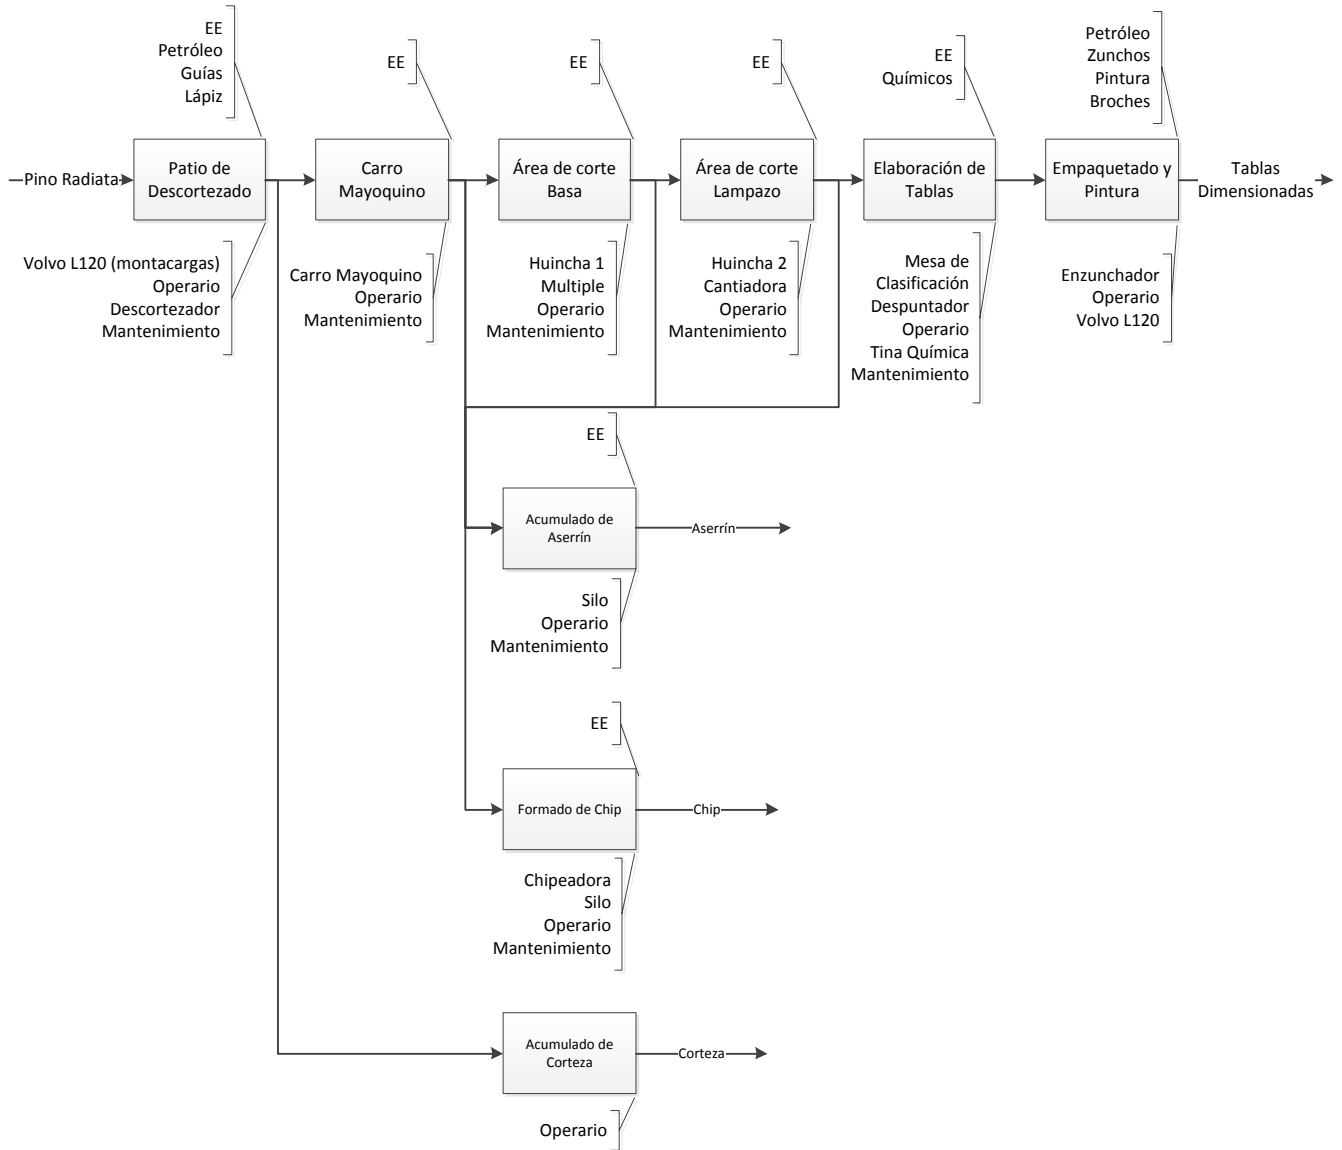 EE
Petróleo
Guías
Lápiz
EE
EE
EE
EE
Químicos
Petróleo
Zunchos
Pintura
Broches
Pino Radiata
Patio de
Descortezado
Carro
Mayoquino
Área de corte
Basa
Área de corte
Lampazo
Elaboración de
Tablas
Empaquetado y
Pintura
Tablas
Dimensionadas
Volvo L120 (montacargas)
Operario
Descortezador
Mantenimiento
Carro Mayoquino
Operario
Mantenimiento
Huincha 1
Multiple
Operario
Mantenimiento
Huincha 2
Cantiadora
Operario
Mantenimiento
Mesa de
Clasificación
Despuntador
Operario
Tina Química
Mantenimiento
Enzunchador
Operario
Volvo L120
EE
Acumulado de
Aserrín
Aserrín
Silo
Operario
Mantenimiento
EE
Formado de Chip
Chip
Chipeadora
Silo
Operario
Mantenimiento
Acumulado de
Corteza
Corteza
Operario